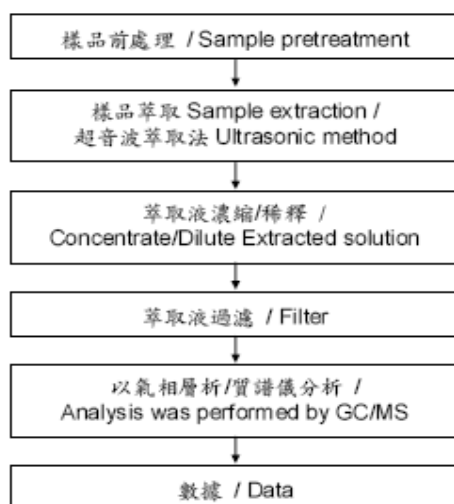 樣品前處理 / Sample pretreatment
樣品萃取 Sample extraction /
超音波萃取法 Ultrasonic method
萃取液濃縮/稀釋 /
Concentrate/Dilute Extracted solution
萃取液過濾 / Filter
以氣相層析/質譜儀分析 /
Analysis was performed by GC/MS
數據 / Data